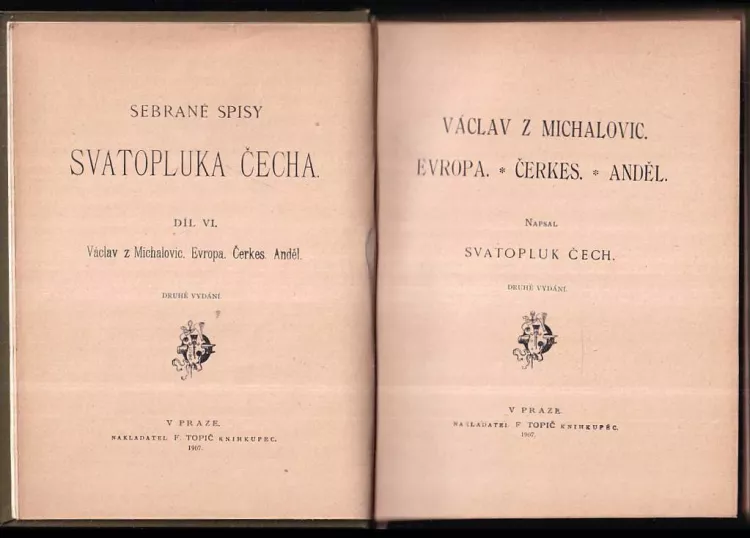 SEBRANÉ SPISY
SVATOPLUKA ČECHA.
DÍL VI.
Václav z Michalovic. Evropa. Čerkes. Anděl.
DRUHÉ VYDÁNÍ.
V PRAZE.
NAKLADATEL F. TOPIČ KNIHKUPEC.
1907.
VÁCLAV Z MICHALOVIC.
EVROPA. * ČERKES. * ANDĚL.
NAPSAL
SVATOPLUK ČECH.
DRUHÉ VYDÁNÍ.
V PRAZE.
NAKLADATEL F. TOPIČ KNIHKUPEC.
1907.